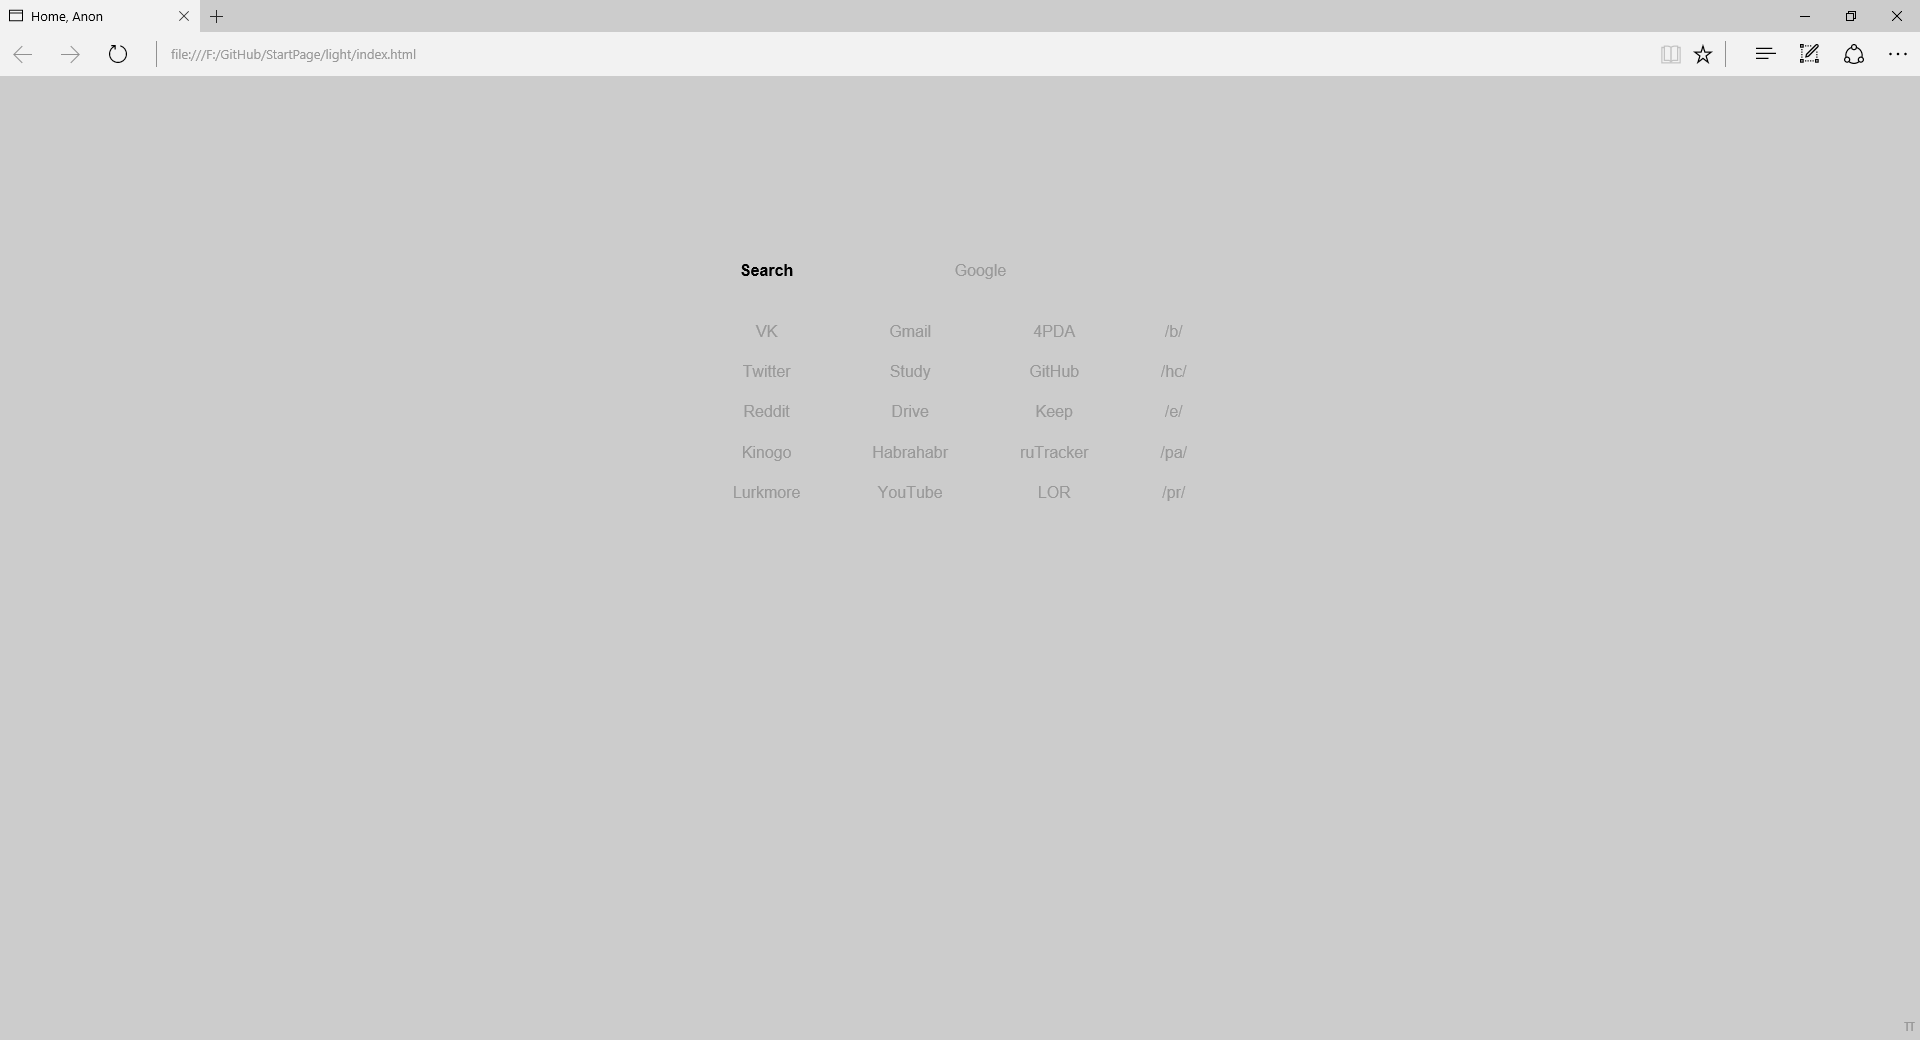 Home, Anon
file:///F:/GitHub/StartPage/light/index.html
Search Google
VK Gmail 4PDA /b/
Twitter Study GitHub /hc/
Reddit Drive Keep /e/
Kinogo Habrahabr ruTracker /pa/
Lurkmore YouTube LOR /pr/
π